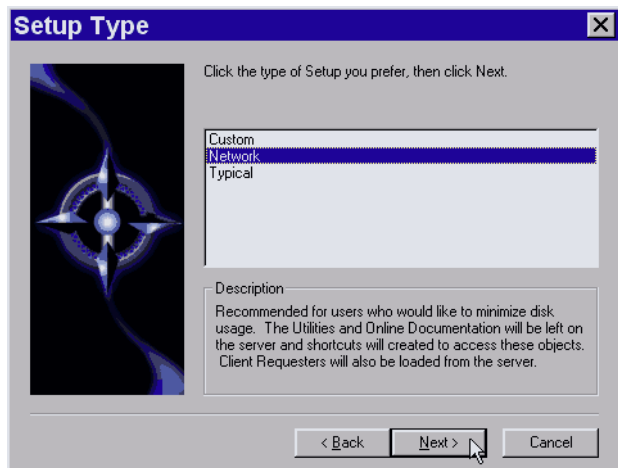 Setup Type
Click the type of Setup you prefer, then click Next.
Custom
Network
Typical
Description
Recommended for users who would like to minimize disk
usage.  The Utilities and Online Documentation will be left on
the server and shortcuts will created to access these objects.
Client Requesters will also be loaded from the server.
< Back
Next >
Cancel